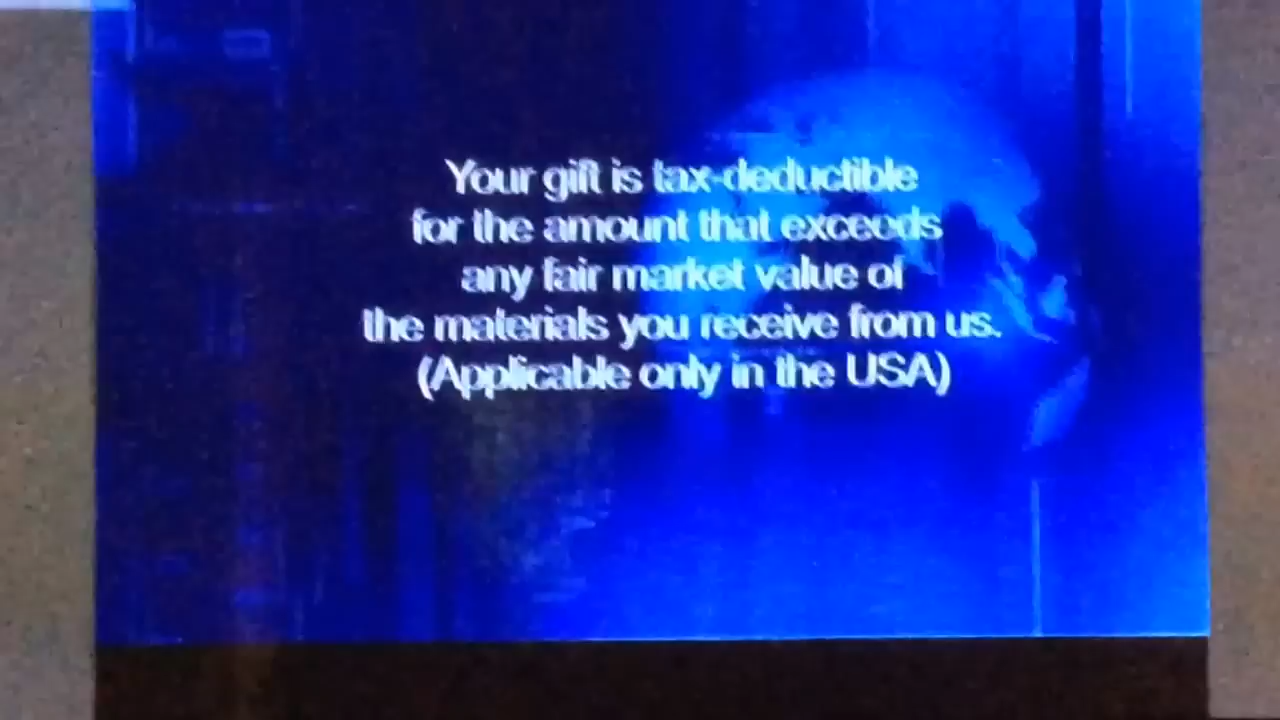 Your gift is tax-deductible
for the amount that exceeds
any fair market value of
the materials you receive from us.
(Applicable only in the USA)